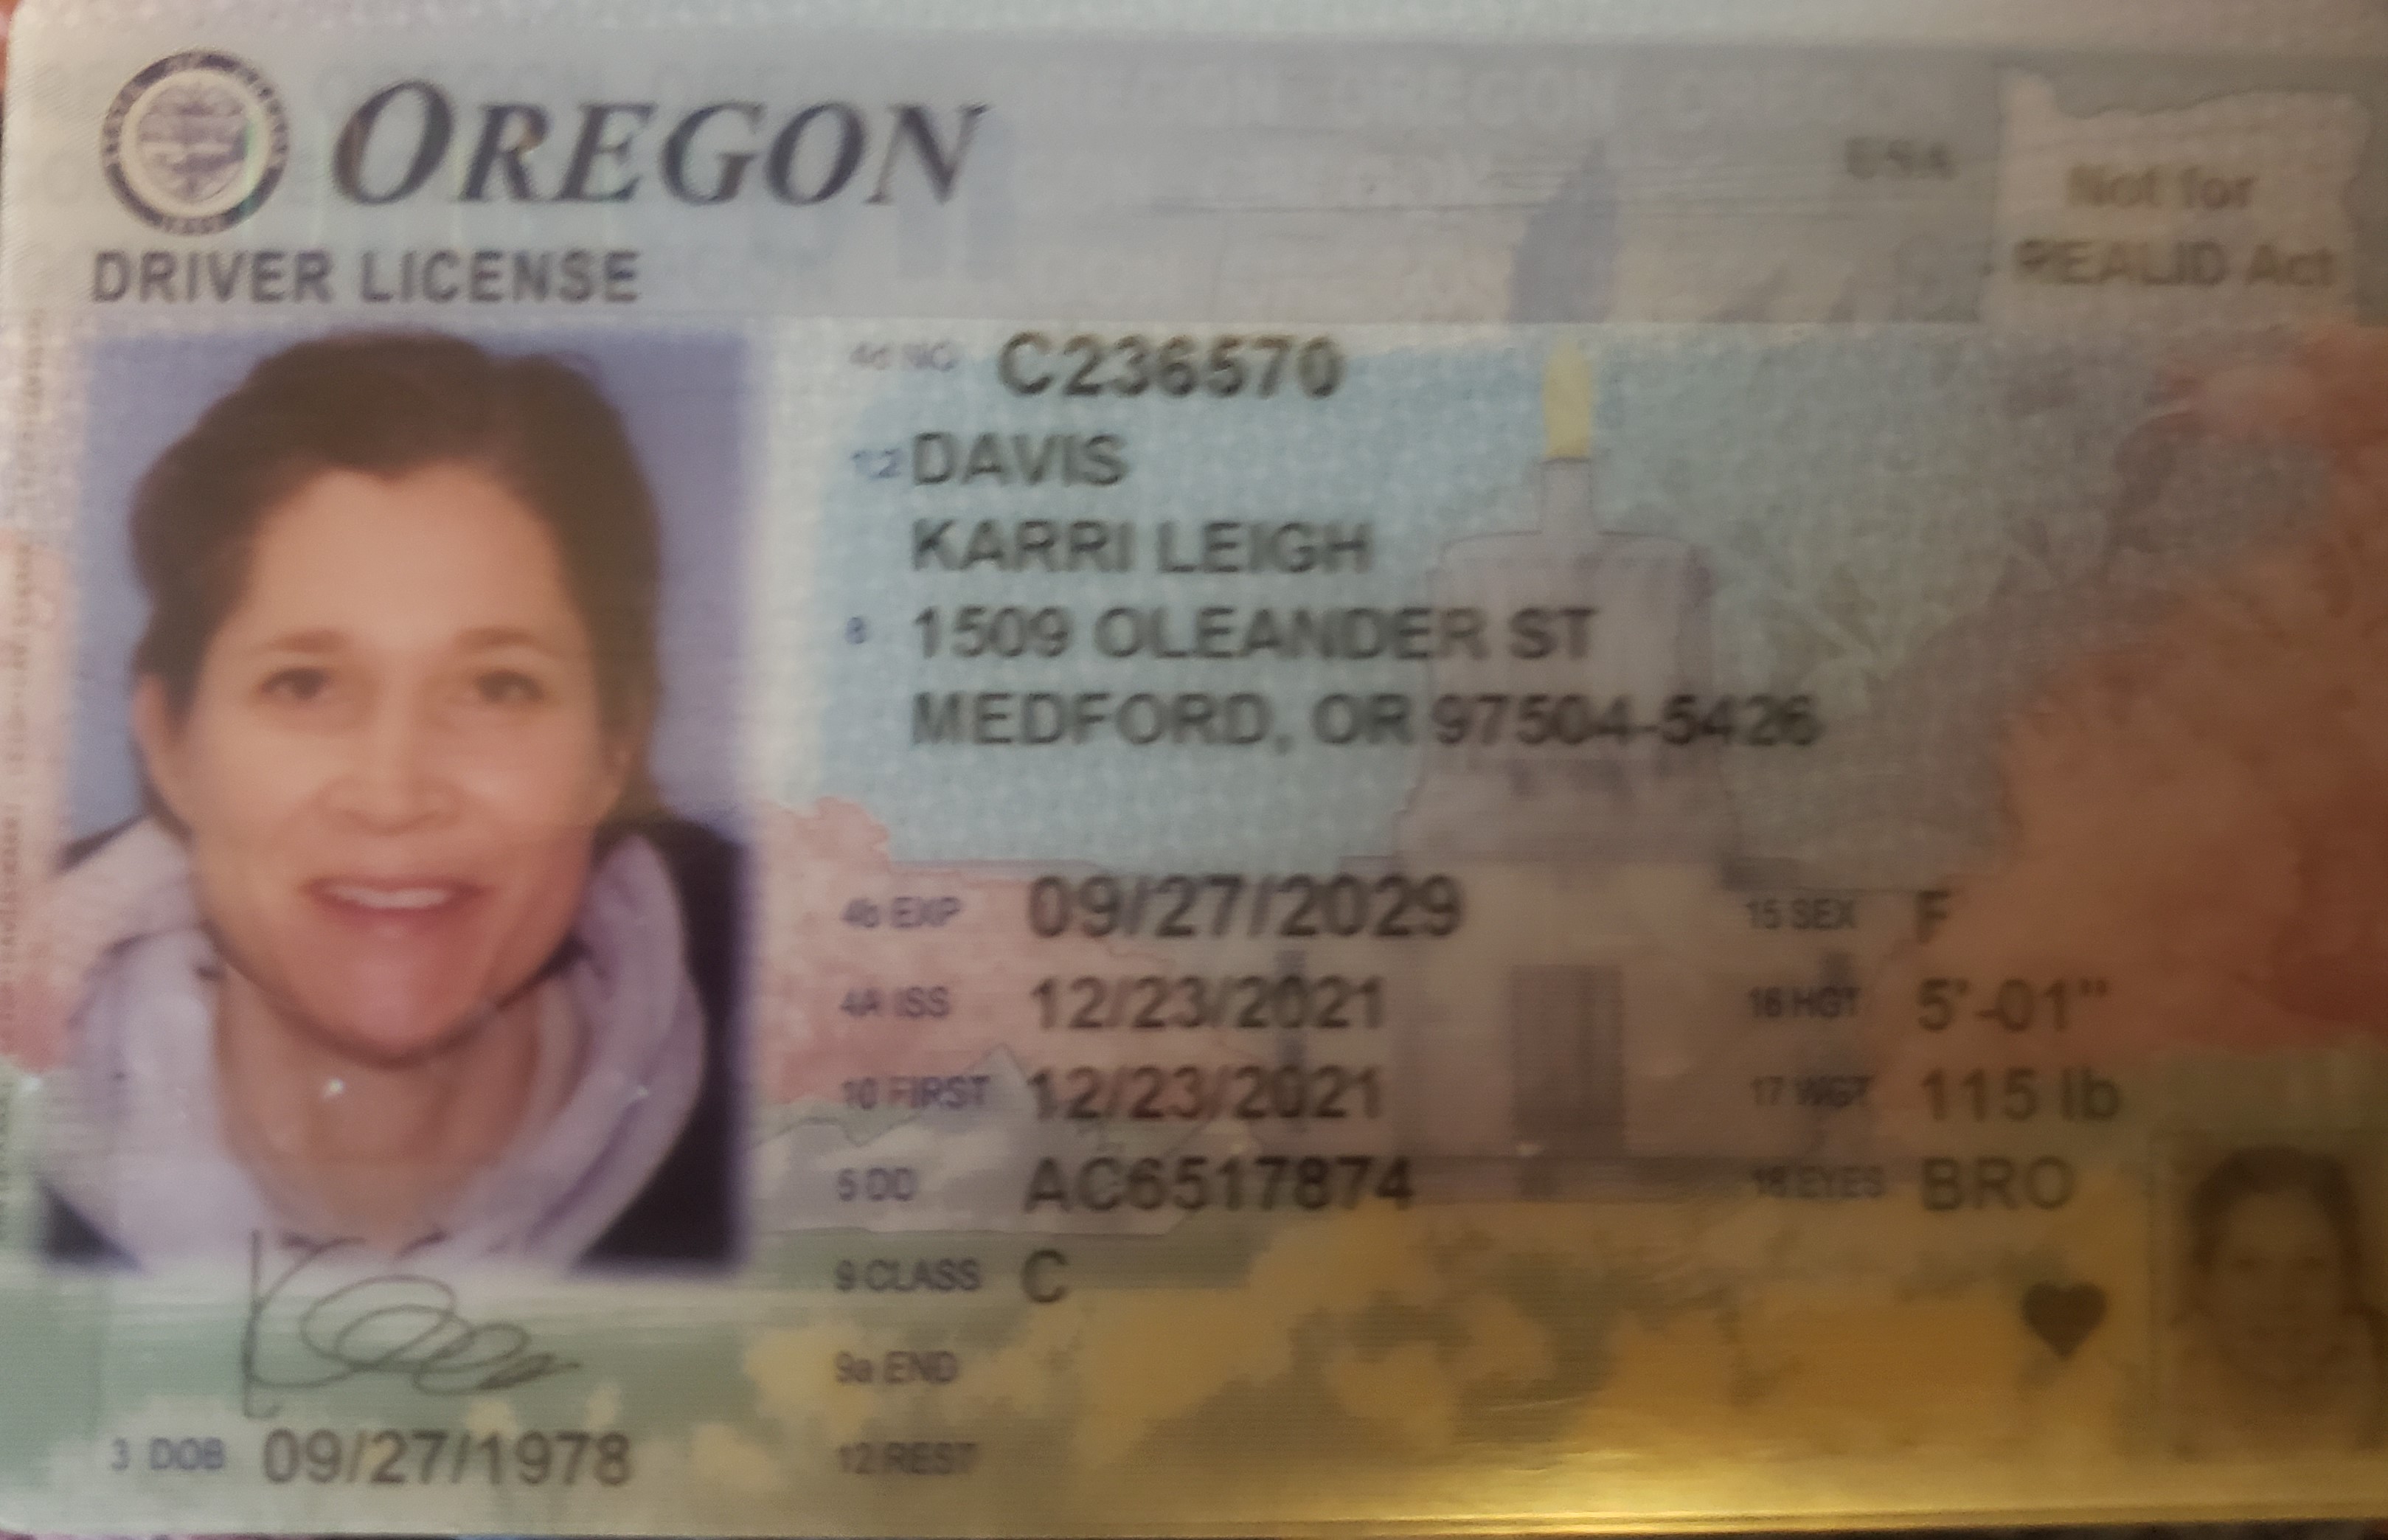 OREGON
USA
Not for
REAL ID Act
DRIVER LICENSE
4d NO C236570
1,2 DAVIS
KARRI LEIGH
8 1509 OLEANDER ST
MEDFORD, OR 97504-5426
4b EXP 09/27/2029 15 SEX F
4A ISS 12/23/2021 16 HGT 5'-01"
10 FIRST 12/23/2021 17 WGT 115 lb
5 DD AC6517874 18 EYES BRO
9 CLASS C
9a END
3 DOB 09/27/1978 12 REST